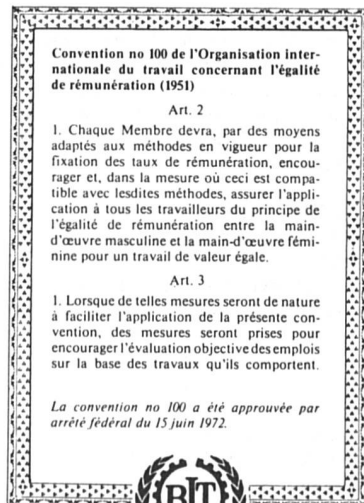 Convention no 100 de l'Organisation inter-
nationale du travail concernant l'égalité
de rémunération (1951)
Art. 2
1. Chaque Membre devra, par des moyens
adaptés aux méthodes en vigueur pour la
fixation des taux de rémunération, encou-
rager et, dans la mesure où ceci est compa-
tible avec lesdites méthodes, assurer l'appli-
cation à tous les travailleurs du principe de
l'égalité de rémunération entre la main-
d'œuvre masculine et la main-d'œuvre fémi-
nine pour un travail de valeur égale.
Art. 3
1. Lorsque de telles mesures seront de nature
à faciliter l'application de la présente con-
vention, des mesures seront prises pour
encourager l'évaluation objective des emplois
sur la base des travaux qu'ils comportent.
La convention no 100 a été approuvée par
arrêté fédéral du 15 juin 1972.
BIT